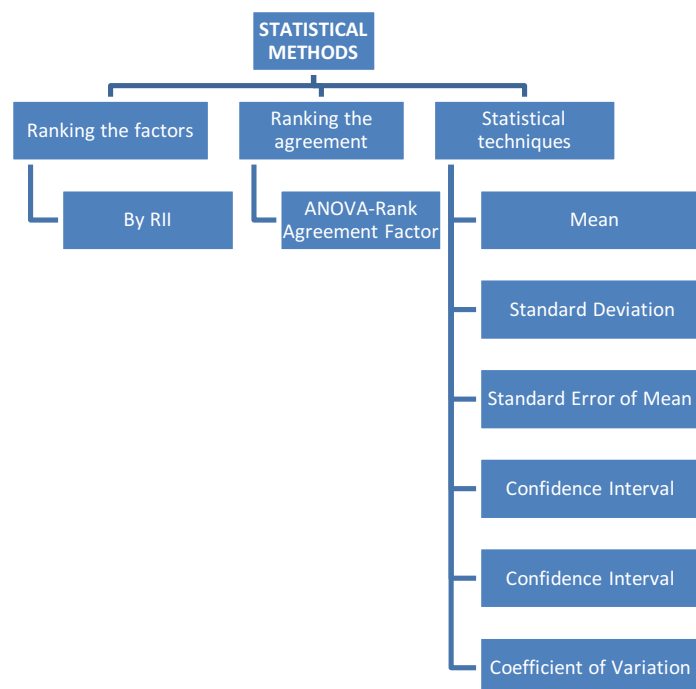 STATISTICAL
METHODS
Ranking the factors
By RII
Ranking the
agreement
ANOVA-Rank
Agreement Factor
Statistical
techniques
Mean
Standard Deviation
Standard Error of Mean
Confidence Interval
Confidence Interval
Coefficient of Variation